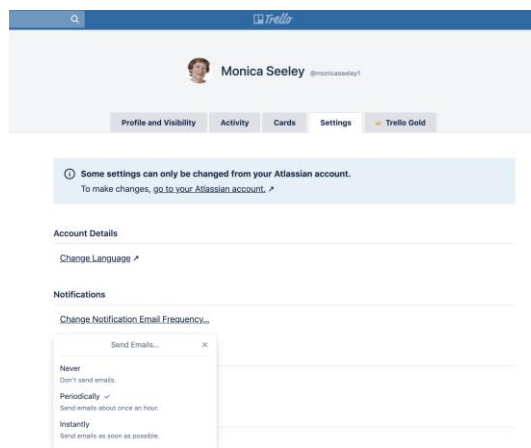 Trello
Monica Seeley @monicaseeley1
Profile and Visibility Activity Cards Settings Trello Gold
Some settings can only be changed from your Atlassian account.
To make changes, go to your Atlassian account. ↗
Account Details
Change Language ↗
Notifications
Change Notification Email Frequency...
Send Emails... ×
Never
Don't send emails.
Periodically ✓
Send emails about once an hour.
Instantly
Send emails as soon as possible.